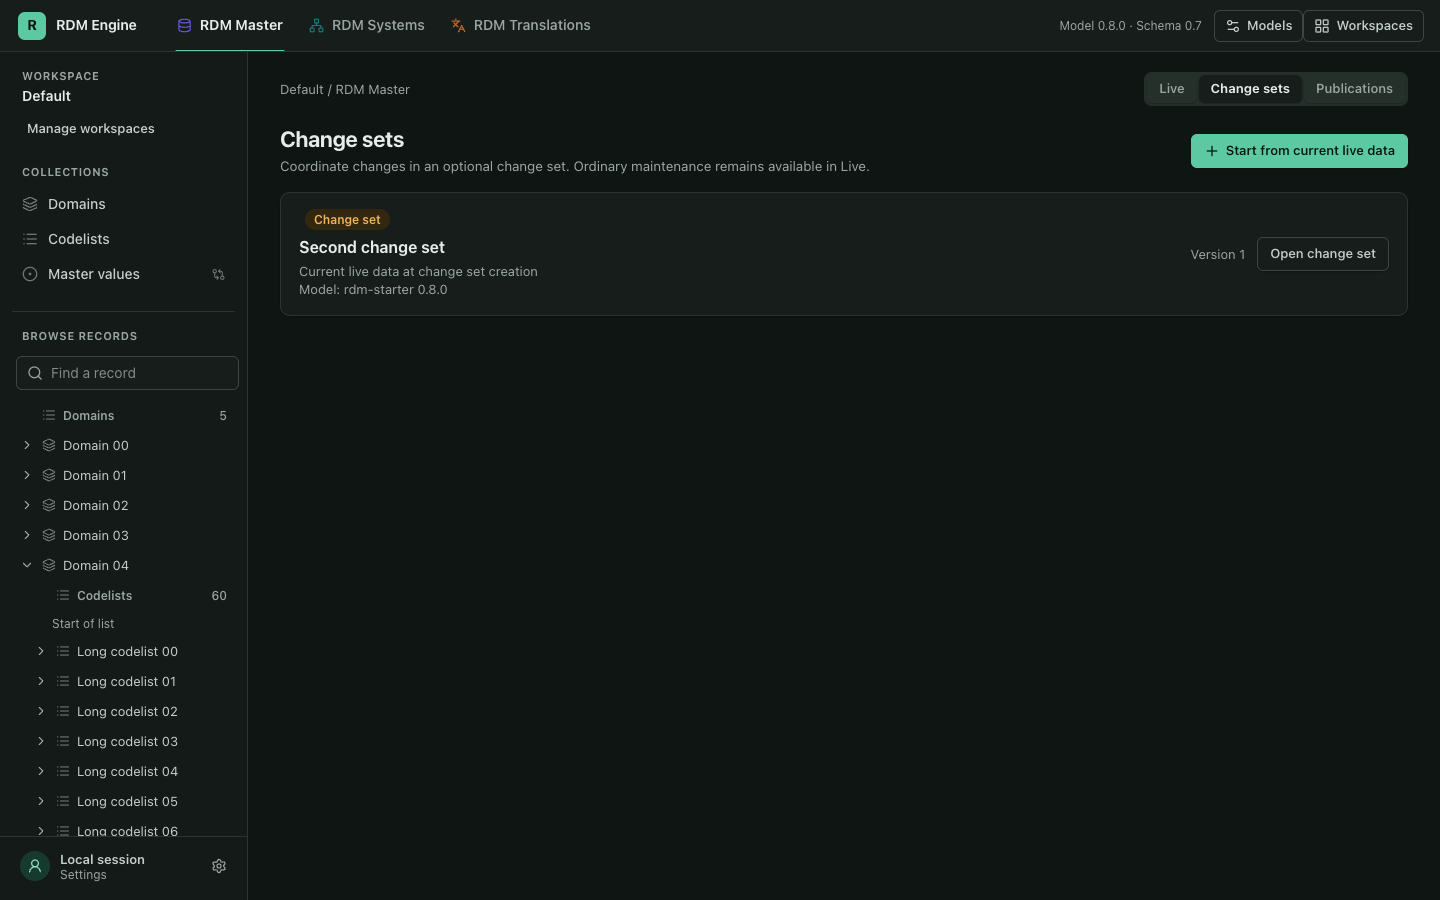 R RDM Engine
RDM Master
RDM Systems
RDM Translations
Model 0.8.0 · Schema 0.7
Models
Workspaces
WORKSPACE
Default
Manage workspaces
COLLECTIONS
Domains
Codelists
Master values
BROWSE RECORDS
Find a record
Domains 5
Domain 00
Domain 01
Domain 02
Domain 03
Domain 04
Codelists 60
Start of list
Long codelist 00
Long codelist 01
Long codelist 02
Long codelist 03
Long codelist 04
Long codelist 05
Long codelist 06
Local session
Settings
Default / RDM Master
Live
Change sets
Publications
Change sets
Coordinate changes in an optional change set. Ordinary maintenance remains available in Live.
Start from current live data
Change set
Second change set
Current live data at change set creation
Model: rdm-starter 0.8.0
Version 1
Open change set